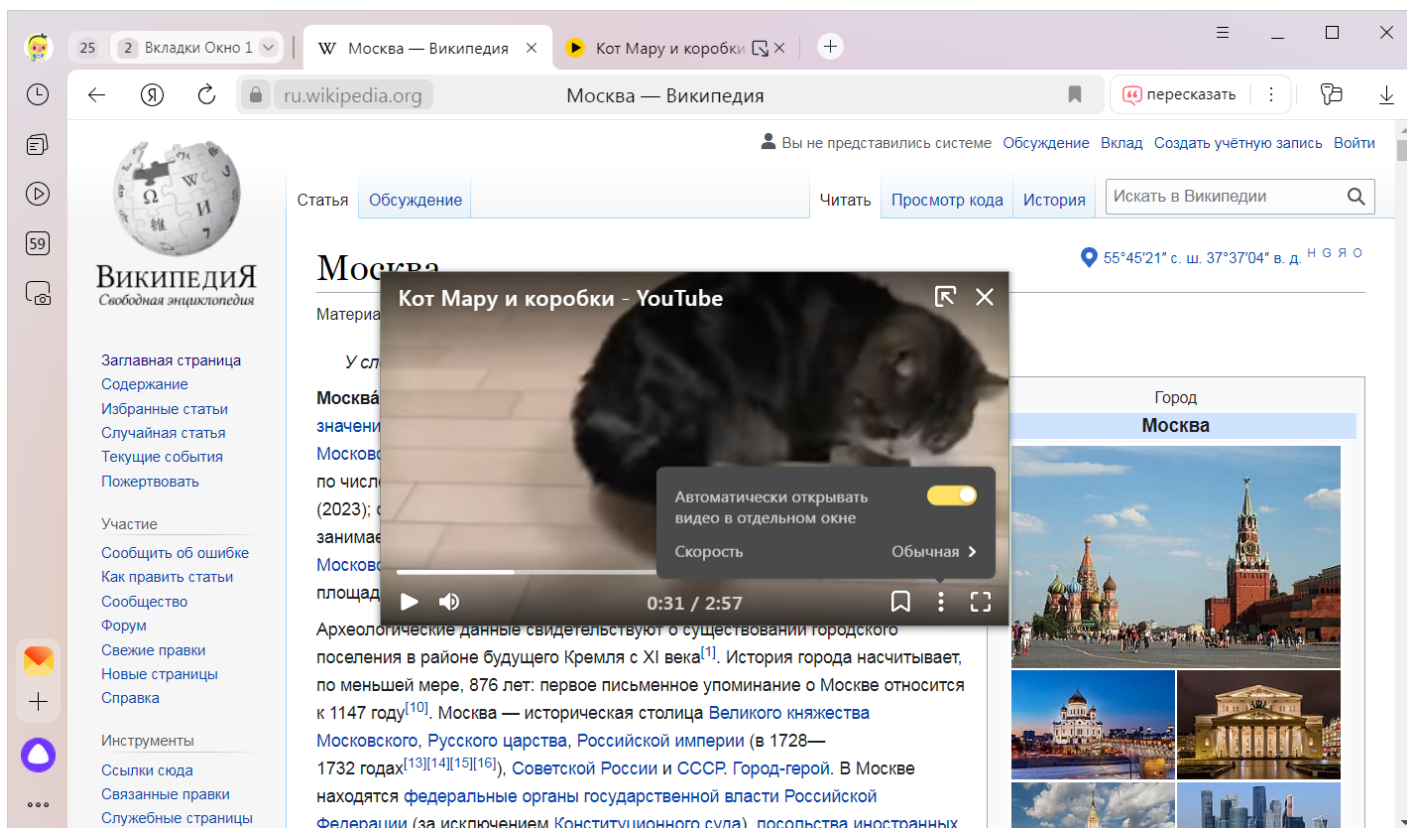 25
2 Вкладки Окно 1
Москва — Википедия
Кот Мару и коробки
ru.wikipedia.org
Москва — Википедия
пересказать
59
Вы не представились системе Обсуждение Вклад Создать учётную запись Войти
Статья Обсуждение
Читать Просмотр кода История
Искать в Википедии
ВИКИПЕДИЯ
Свободная энциклопедия
Москва
55°45′21″ с. ш. 37°37′04″ в. д. H G Я O
Заглавная страница
Содержание
Избранные статьи
Случайная статья
Текущие события
Пожертвовать
Участие
Сообщить об ошибке
Как править статьи
Сообщество
Форум
Свежие правки
Новые страницы
Справка
Инструменты
Ссылки сюда
Связанные правки
Служебные страницы
Кот Мару и коробки - YouTube
Автоматически открывать
видео в отдельном окне
Скорость Обычная
0:31 / 2:57
Материа
У сл
Москва́
значени
Московс
по числ
(2023); с
занимае
Московс
площад
Археологические данные свидетельствуют о существовании городского
поселения в районе будущего Кремля с XI века[1]. История города насчитывает,
по меньшей мере, 876 лет: первое письменное упоминание о Москве относится
к 1147 году[10]. Москва — историческая столица Великого княжества
Московского, Русского царства, Российской империи (в 1728—
1732 годах[13][14][15][16]), Советской России и СССР. Город-герой. В Москве
находятся федеральные органы государственной власти Российской
Федерации (за исключением Конституционного суда), посольства иностранных
Город
Москва